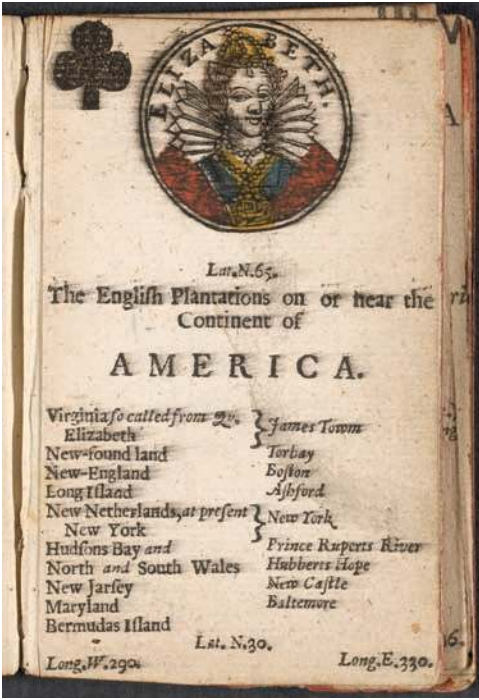 ELIZABETH.
Lat.N.65.
The Engliſh Plantations on or near the
Continent of
AMERICA.
Virginia ſo called from Qu. James Town
Elizabeth
New-found land Torbay
New-England Boſton
Long Iſland Aſhford
New Netherlands, at preſent New York
New York
Hudſons Bay and Prince Ruperts River
North and South Wales Hubberts Hope
New Jarſey New Caſtle
Maryland Baltemore
Bermudas Iſland
Lat. N.30.
Long.W.290. Long.E.330.